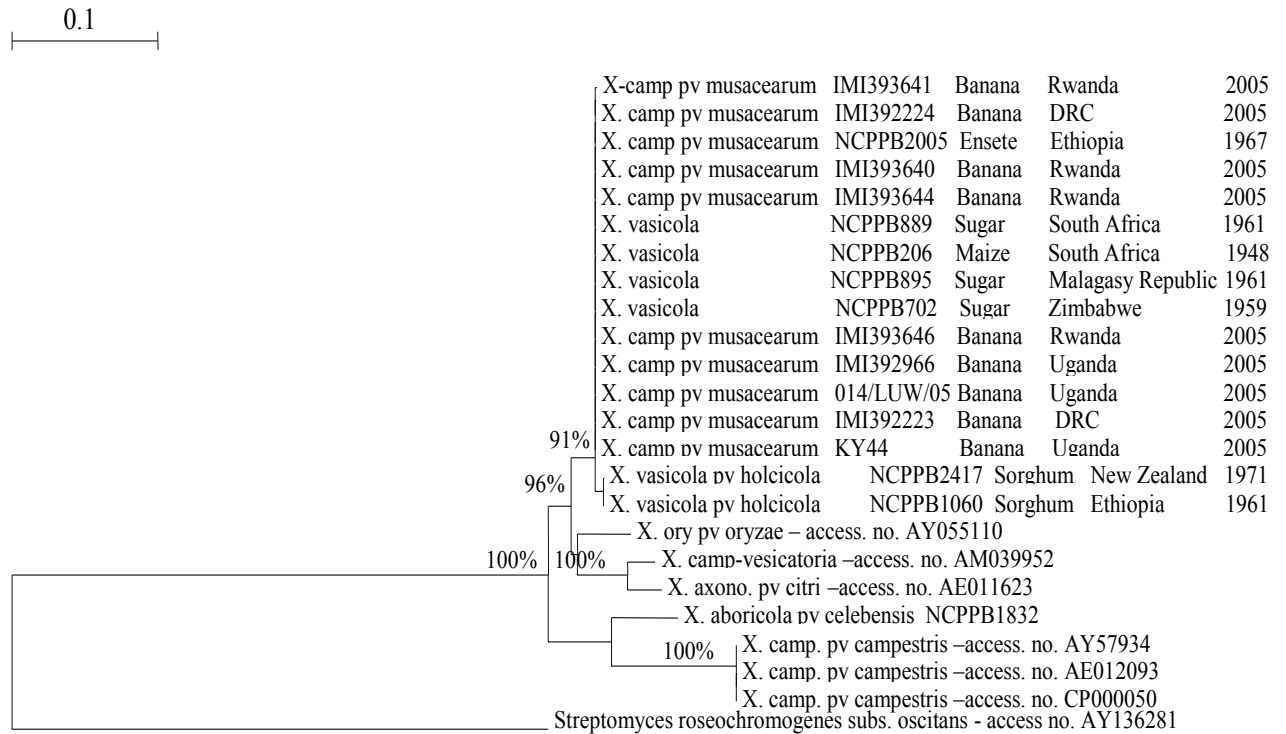 0.1
X-camp pv musacearum IMI393641 Banana Rwanda 2005
X. camp pv musacearum IMI392224 Banana DRC 2005
X. camp pv musacearum NCPPB2005 Ensete Ethiopia 1967
X. camp pv musacearum IMI393640 Banana Rwanda 2005
X. camp pv musacearum IMI393644 Banana Rwanda 2005
X. vasicola NCPPB889 Sugar South Africa 1961
X. vasicola NCPPB206 Maize South Africa 1948
X. vasicola NCPPB895 Sugar Malagasy Republic 1961
X. vasicola NCPPB702 Sugar Zimbabwe 1959
X. camp pv musacearum IMI393646 Banana Rwanda 2005
X. camp pv musacearum IMI392966 Banana Uganda 2005
X. camp pv musacearum 014/LUW/05 Banana Uganda 2005
X. camp pv musacearum IMI392223 Banana DRC 2005
91%
X. camp pv musacearum KY44 Banana Uganda 2005
X. vasicola pv holcicola NCPPB2417 Sorghum New Zealand 1971
96%
X. vasicola pv holcicola NCPPB1060 Sorghum Ethiopia 1961
X. ory pv oryzae – access. no. AY055110
100% 100% X. camp-vesicatoria –access. no. AM039952
X. axono. pv citri –access. no. AE011623
X. aboricola pv celebensis NCPPB1832
100% X. camp. pv campestris –access. no. AY57934
X. camp. pv campestris –access. no. AE012093
X. camp. pv campestris –access. no. CP000050
Streptomyces roseochromogenes subs. oscitans - access no. AY136281